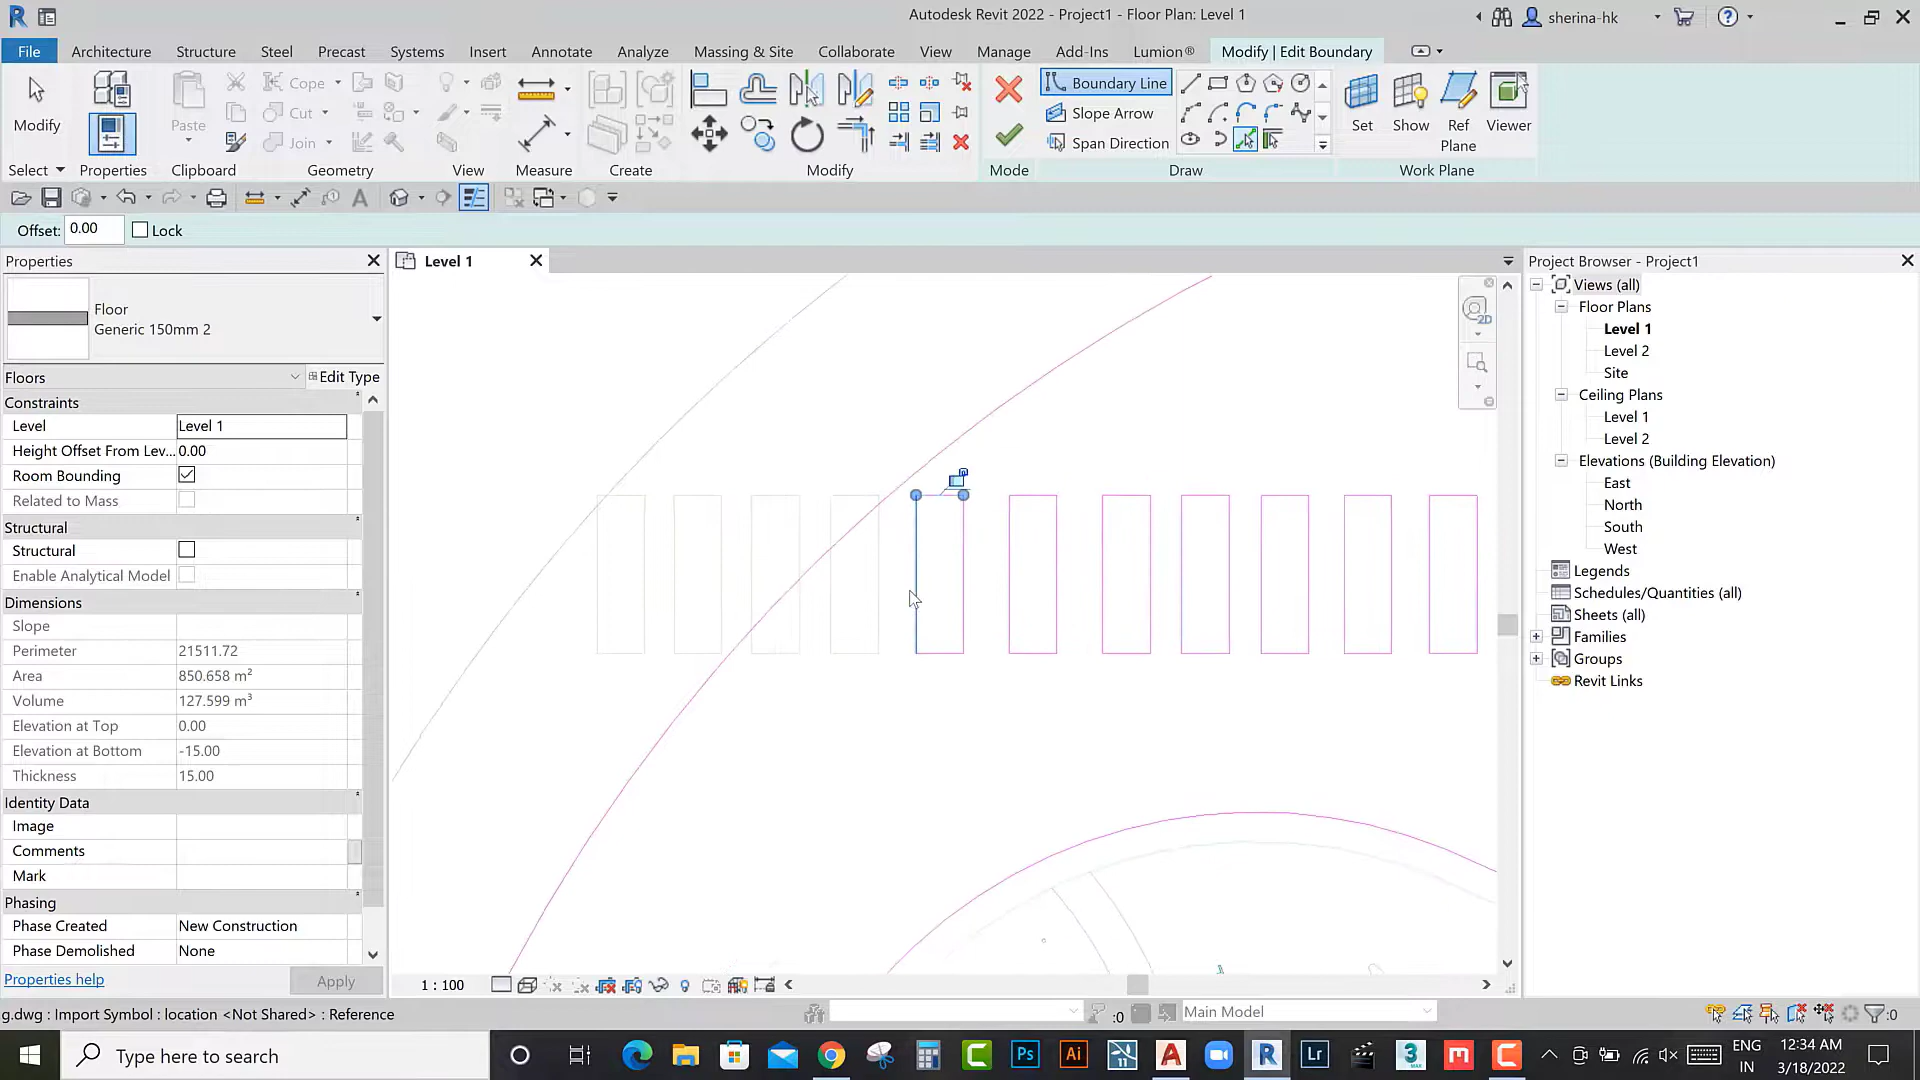 Autodesk Revit 2022 - Project1 - Floor Plan: Level 1
sherina-hk
File Architecture Structure Steel Precast Systems Insert Annotate Analyze Massing & Site Collaborate View Manage Add-Ins Lumion® Modify | Edit Boundary
Modify
Paste
Cope
Cut
Join
Boundary Line
Slope Arrow
Span Direction
Set
Show
Ref Plane
Viewer
Select Properties Clipboard Geometry View Measure Create Modify Mode Draw Work Plane
Offset: 0.00 Lock
Properties
Floor
Generic 150mm 2
Floors Edit Type
Constraints
Level Level 1
Height Offset From Lev... 0.00
Room Bounding
Related to Mass
Structural
Structural
Enable Analytical Model
Dimensions
Slope
Perimeter 21511.72
Area 850.658 m²
Volume 127.599 m³
Elevation at Top 0.00
Elevation at Bottom -15.00
Thickness 15.00
Identity Data
Image
Comments
Mark
Phasing
Phase Created New Construction
Phase Demolished None
Properties help Apply
Level 1
2D
1 : 100
Project Browser - Project1
Views (all)
Floor Plans
Level 1
Level 2
Site
Ceiling Plans
Level 1
Level 2
Elevations (Building Elevation)
East
North
South
West
Legends
Schedules/Quantities (all)
Sheets (all)
Families
Groups
Revit Links
g.dwg : Import Symbol : location <Not Shared> : Reference
:0
Main Model
:0
Type here to search
Ps
Ai
Lr
ENG
IN
12:34 AM
3/18/2022